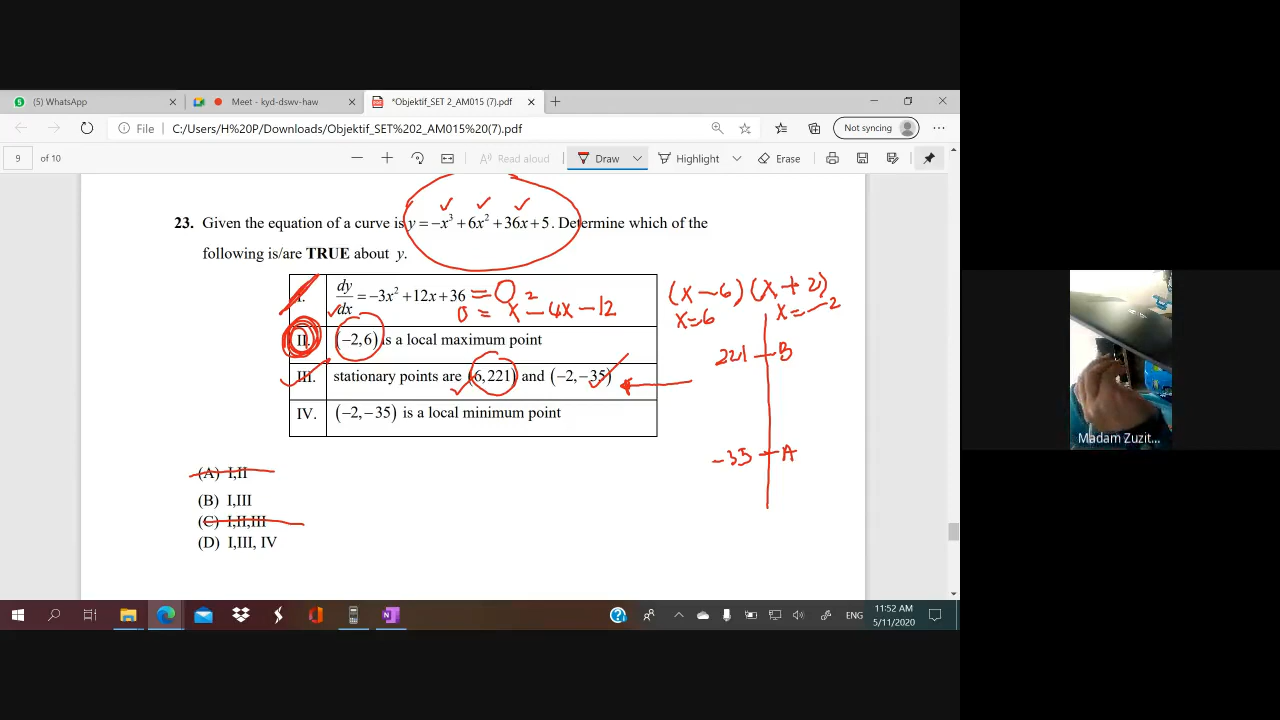 (5) WhatsApp
Meet - kyd-dswv-haw
*Objektif_SET 2_AM015 (7).pdf
File C:/Users/H%20P/Downloads/Objektif_SET%202_AM015%20(7).pdf
Not syncing
9 of 10
Read aloud
Draw
Highlight
Erase
23. Given the equation of a curve is y = −x³ + 6x² + 36x + 5. Determine which of the
following is/are TRUE about y.
I. dy/dx = −3x² + 12x + 36 = 0
0 = x² − 4x − 12
(x − 6)(x + 2)
x = 6 x = −2
II. (−2,6) is a local maximum point
221 B
III. stationary points are (6,221) and (−2,−35)
IV. (−2,−35) is a local minimum point
−35 A
(A) I,II
(B) I,III
(C) I,II,III
(D) I,III, IV
Madam Zuzit...
ENG
11:52 AM
5/11/2020